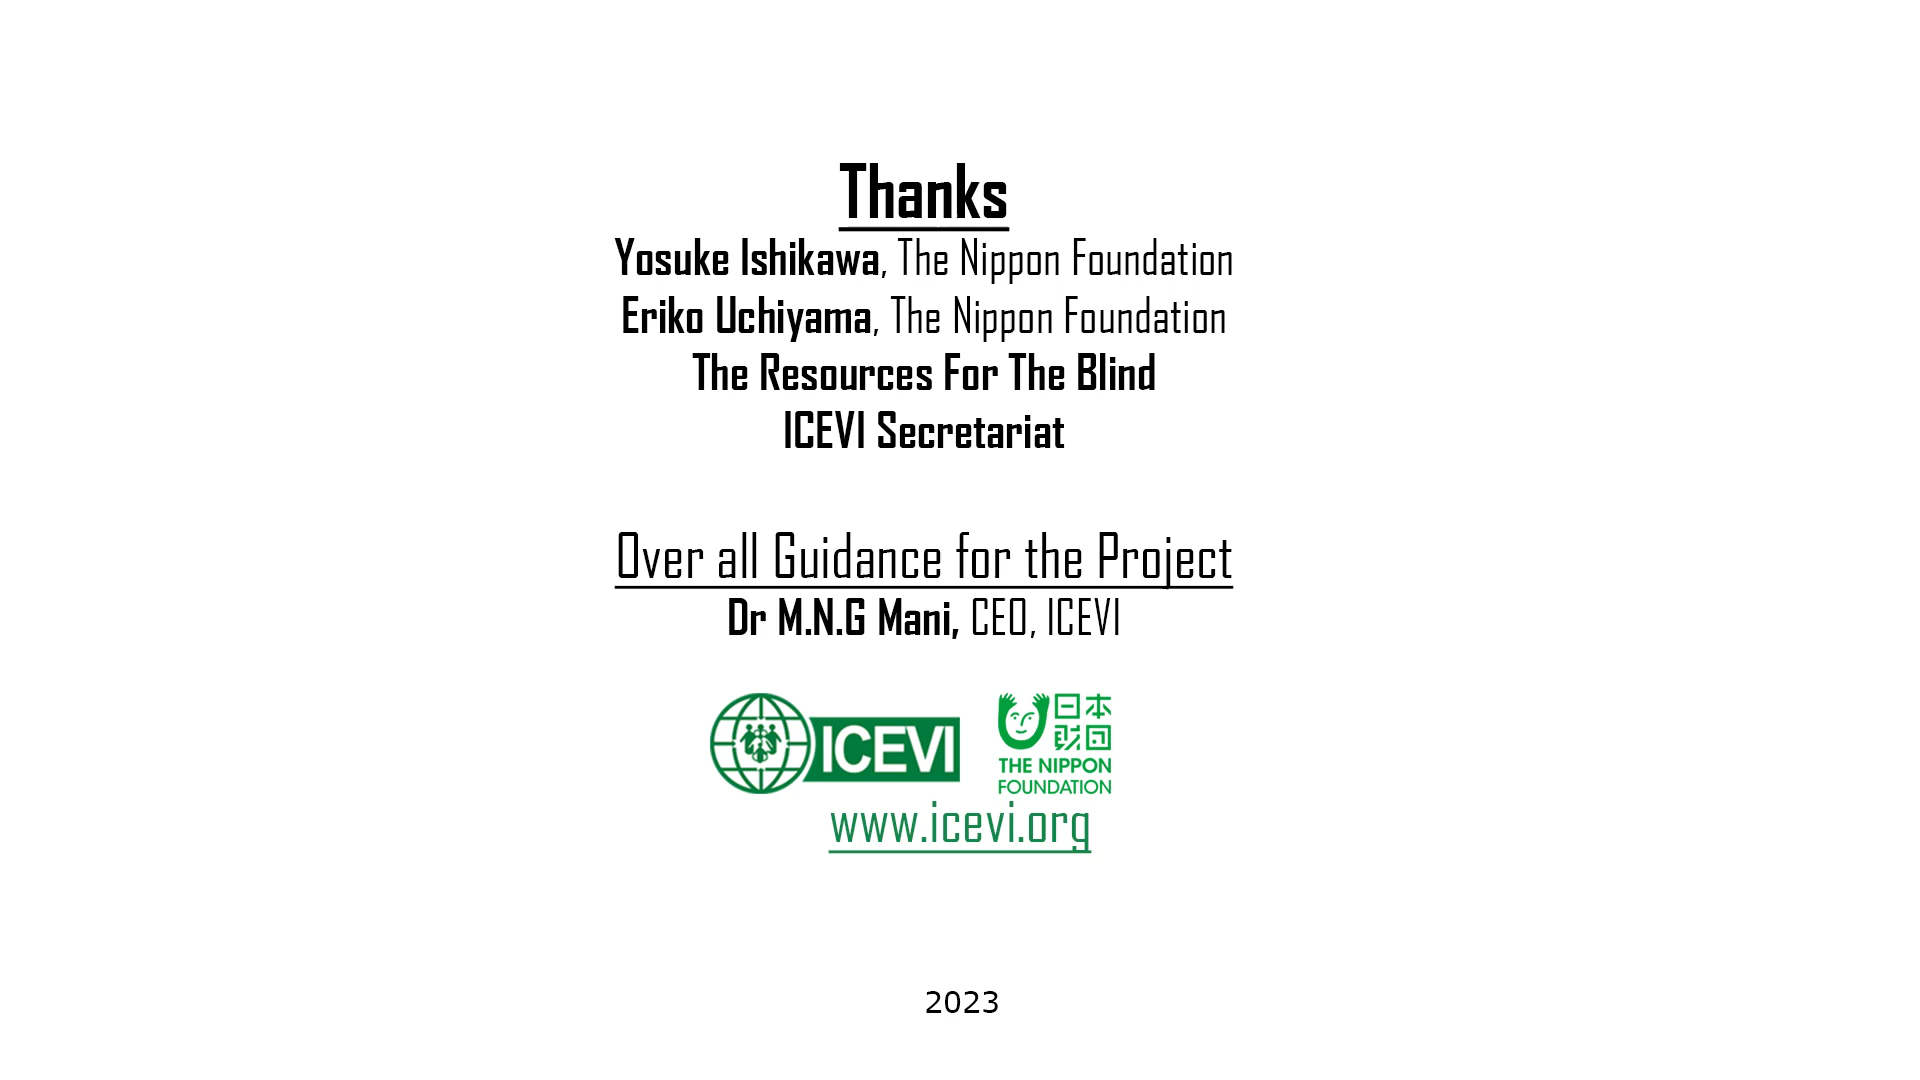 Thanks
Yosuke Ishikawa, The Nippon Foundation
Eriko Uchiyama, The Nippon Foundation
The Resources For The Blind
ICEVI Secretariat
Over all Guidance for the Project
Dr M.N.G Mani, CEO, ICEVI
ICEVI
日本
財団
THE NIPPON
FOUNDATION
www.icevi.org
2023